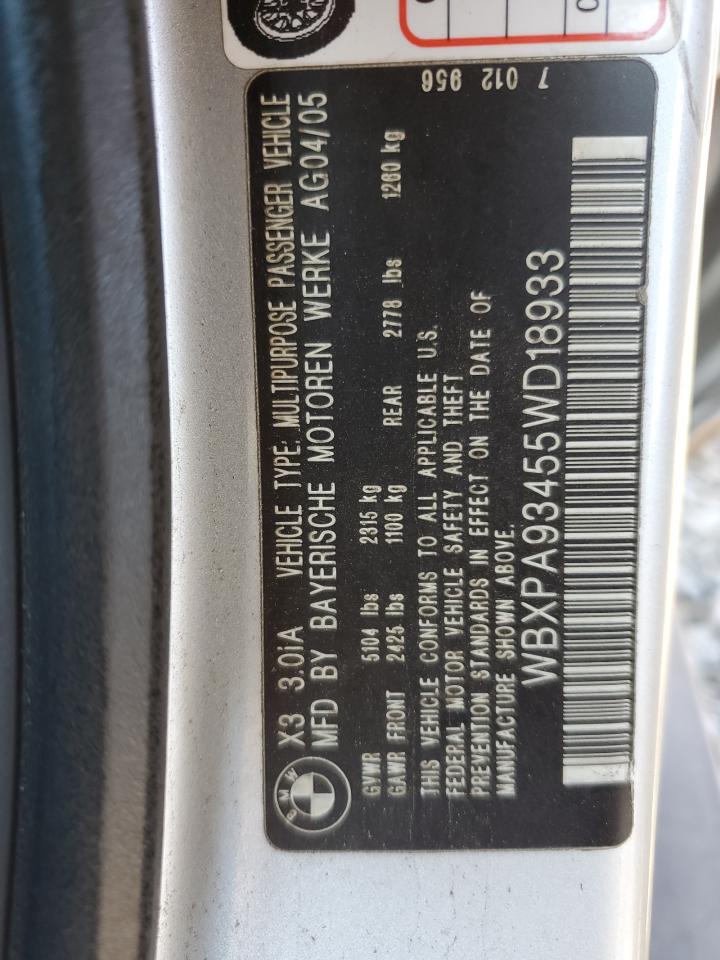 BMW
X3 3.0iA VEHICLE TYPE: MULTIPURPOSE PASSENGER VEHICLE
MFD BY BAYERISCHE MOTOREN WERKE AG04/05
GVWR 5104 lbs 2315 kg
GAWR FRONT 2425 lbs 1100 kg REAR 2778 lbs 1260 kg
THIS VEHICLE CONFORMS TO ALL APPLICABLE U.S.
FEDERAL MOTOR VEHICLE SAFETY AND THEFT
PREVENTION STANDARDS IN EFFECT ON THE DATE OF
MANUFACTURE SHOWN ABOVE.
WBXPA93455WD18933
7 012 956